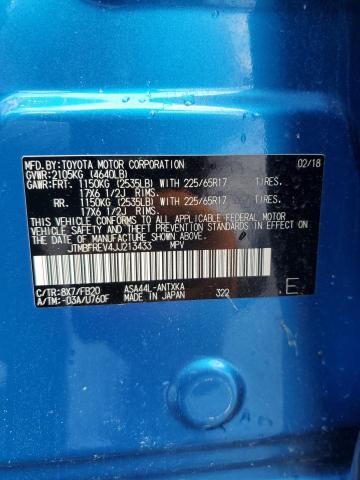 MFD.BY:TOYOTA MOTOR CORPORATION 02/18
GVWR:2105KG (4640LB)
GAWR:FRT: 1150KG (2535LB) WITH 225/65R17 TIRES.
17X6 1/2J RIMS.
RR. 1150KG (2535LB) WITH 225/65R17 TIRES.
17X6 1/2J RIMS.
THIS VEHICLE CONFORMS TO ALL APPLICABLE FEDERAL MOTOR
VEHICLE SAFETY, BUMPER, AND THEFT PREVENTION STANDARDS
IN EFFECT ON THE DATE OF MANUFACTURE SHOWN ABOVE.
JTMBFREV4JJ213433 MPV
C/TR:8X7/FB20 ASA44L-ANTXKA
A/TM:-03A/U760F MADE IN JAPAN 322 E